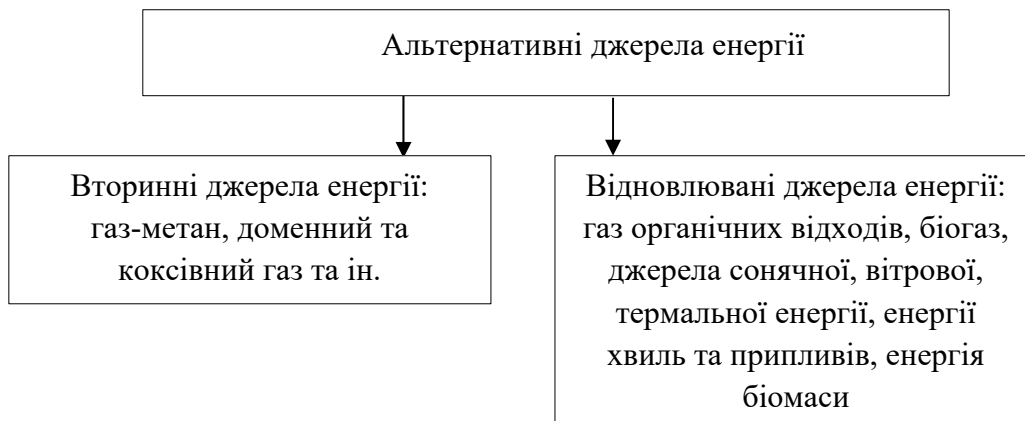 Альтернативні джерела енергії
Вторинні джерела енергії:
газ-метан, доменний та
коксівний газ та ін.
Відновлювані джерела енергії:
газ органічних відходів, біогаз,
джерела сонячної, вітрової,
термальної енергії, енергії
хвиль та припливів, енергія
біомаси